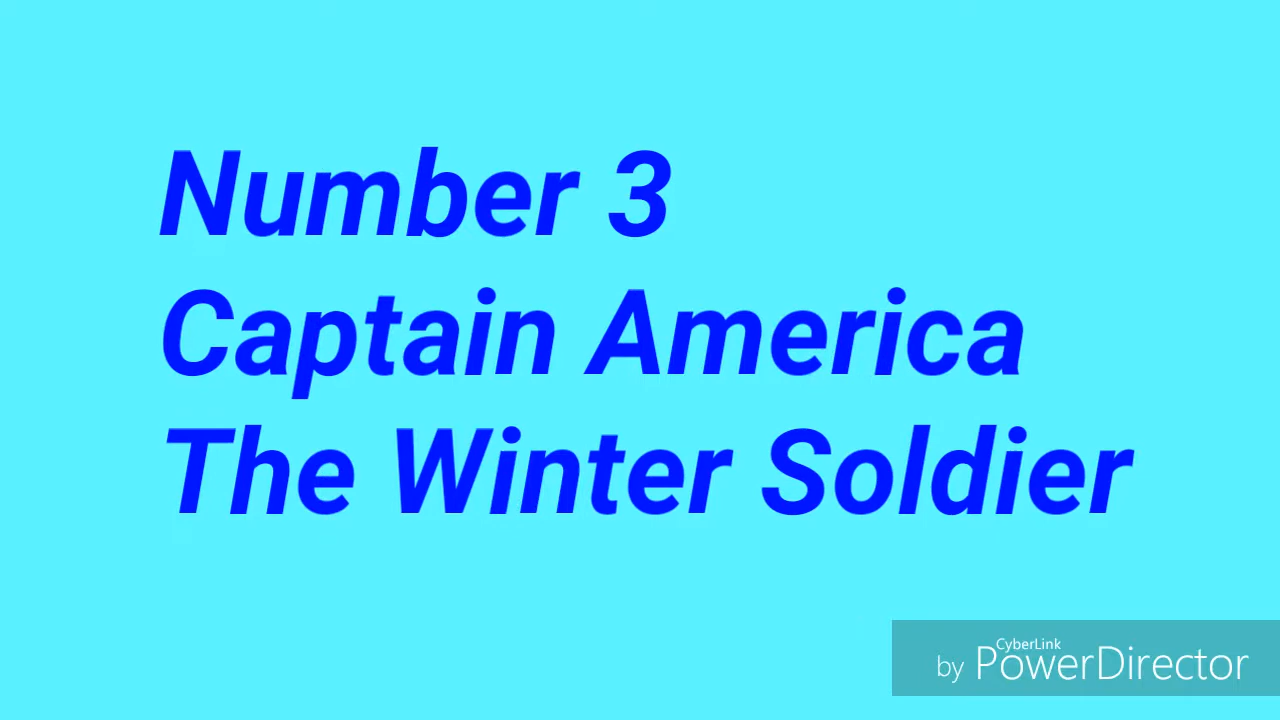 Number 3
Captain America
The Winter Soldier
CyberLink
by PowerDirector